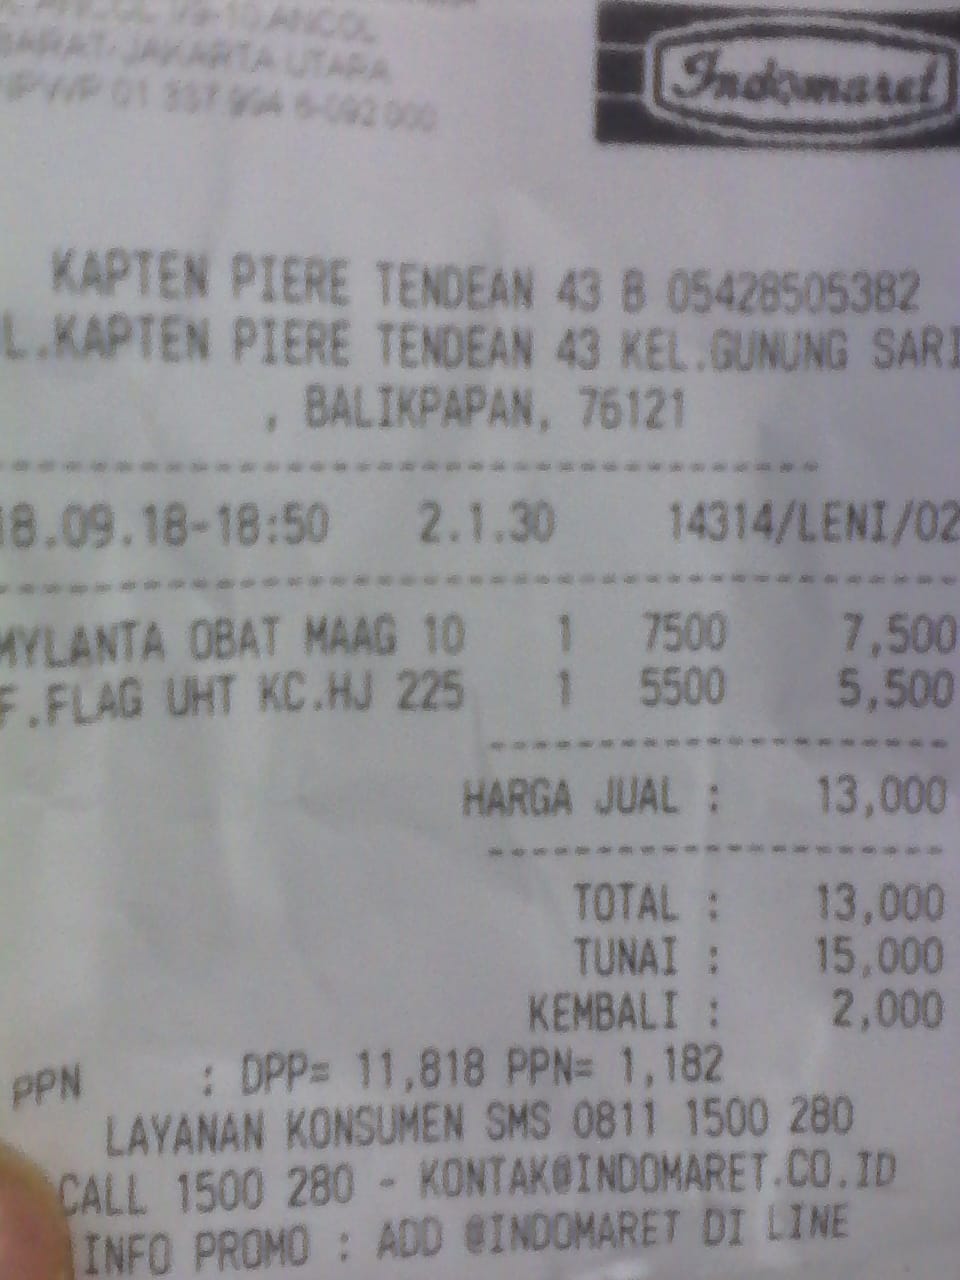 ANCOL
BARAT-JAKARTA UTARA
NPWP 01 337 994 6-092 000
Indomaret
KAPTEN PIERE TENDEAN 43 B 05428505382
L.KAPTEN PIERE TENDEAN 43 KEL.GUNUNG SARI
, BALIKPAPAN, 76121
18.09.18-18:50 2.1.30 14314/LENI/02
MYLANTA OBAT MAAG 10 1 7500 7,500
F.FLAG UHT KC.HJ 225 1 5500 5,500
HARGA JUAL : 13,000
TOTAL : 13,000
TUNAI : 15,000
KEMBALI : 2,000
PPN : DPP= 11,818 PPN= 1,182
LAYANAN KONSUMEN SMS 0811 1500 280
CALL 1500 280 - KONTAK@INDOMARET.CO.ID
INFO PROMO : ADD @INDOMARET DI LINE